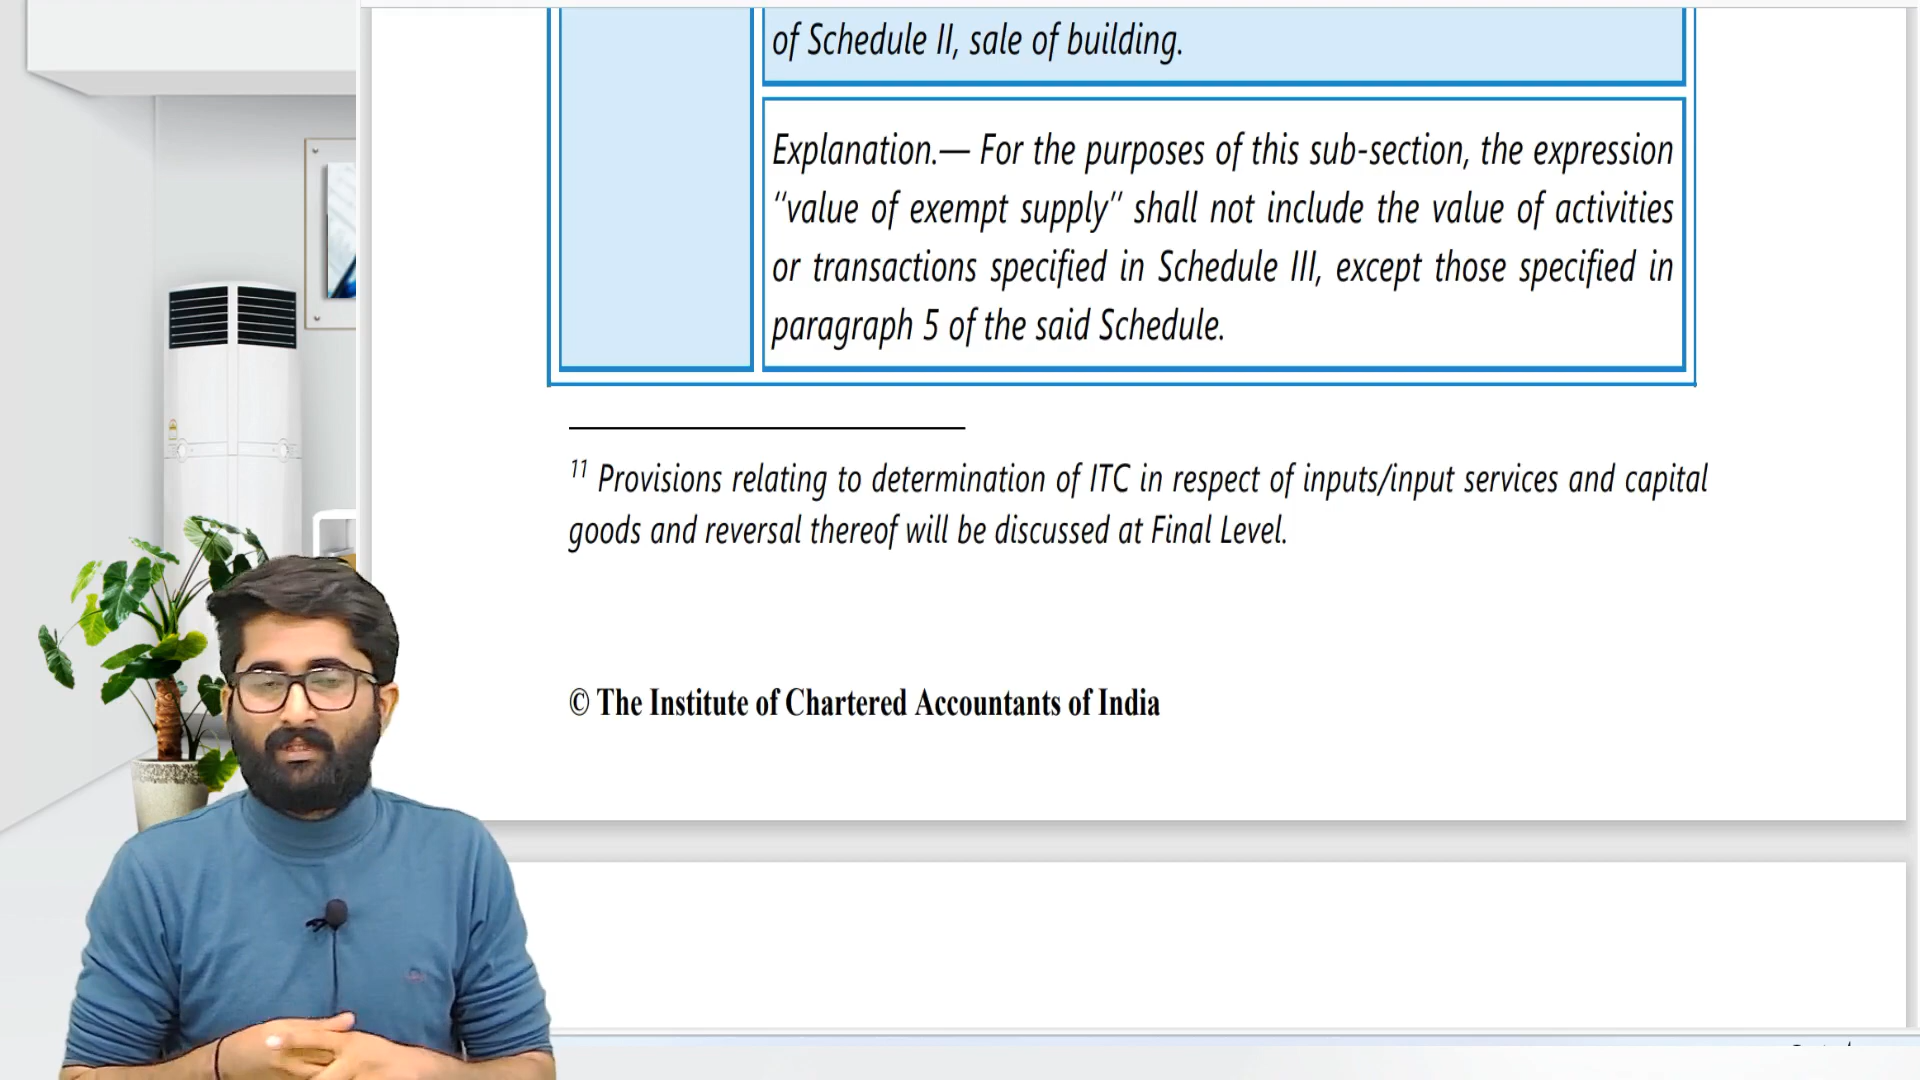 of Schedule II, sale of building.
Explanation.— For the purposes of this sub-section, the expression
“value of exempt supply” shall not include the value of activities
or transactions specified in Schedule III, except those specified in
paragraph 5 of the said Schedule.
11 Provisions relating to determination of ITC in respect of inputs/input services and capital
goods and reversal thereof will be discussed at Final Level.
© The Institute of Chartered Accountants of India